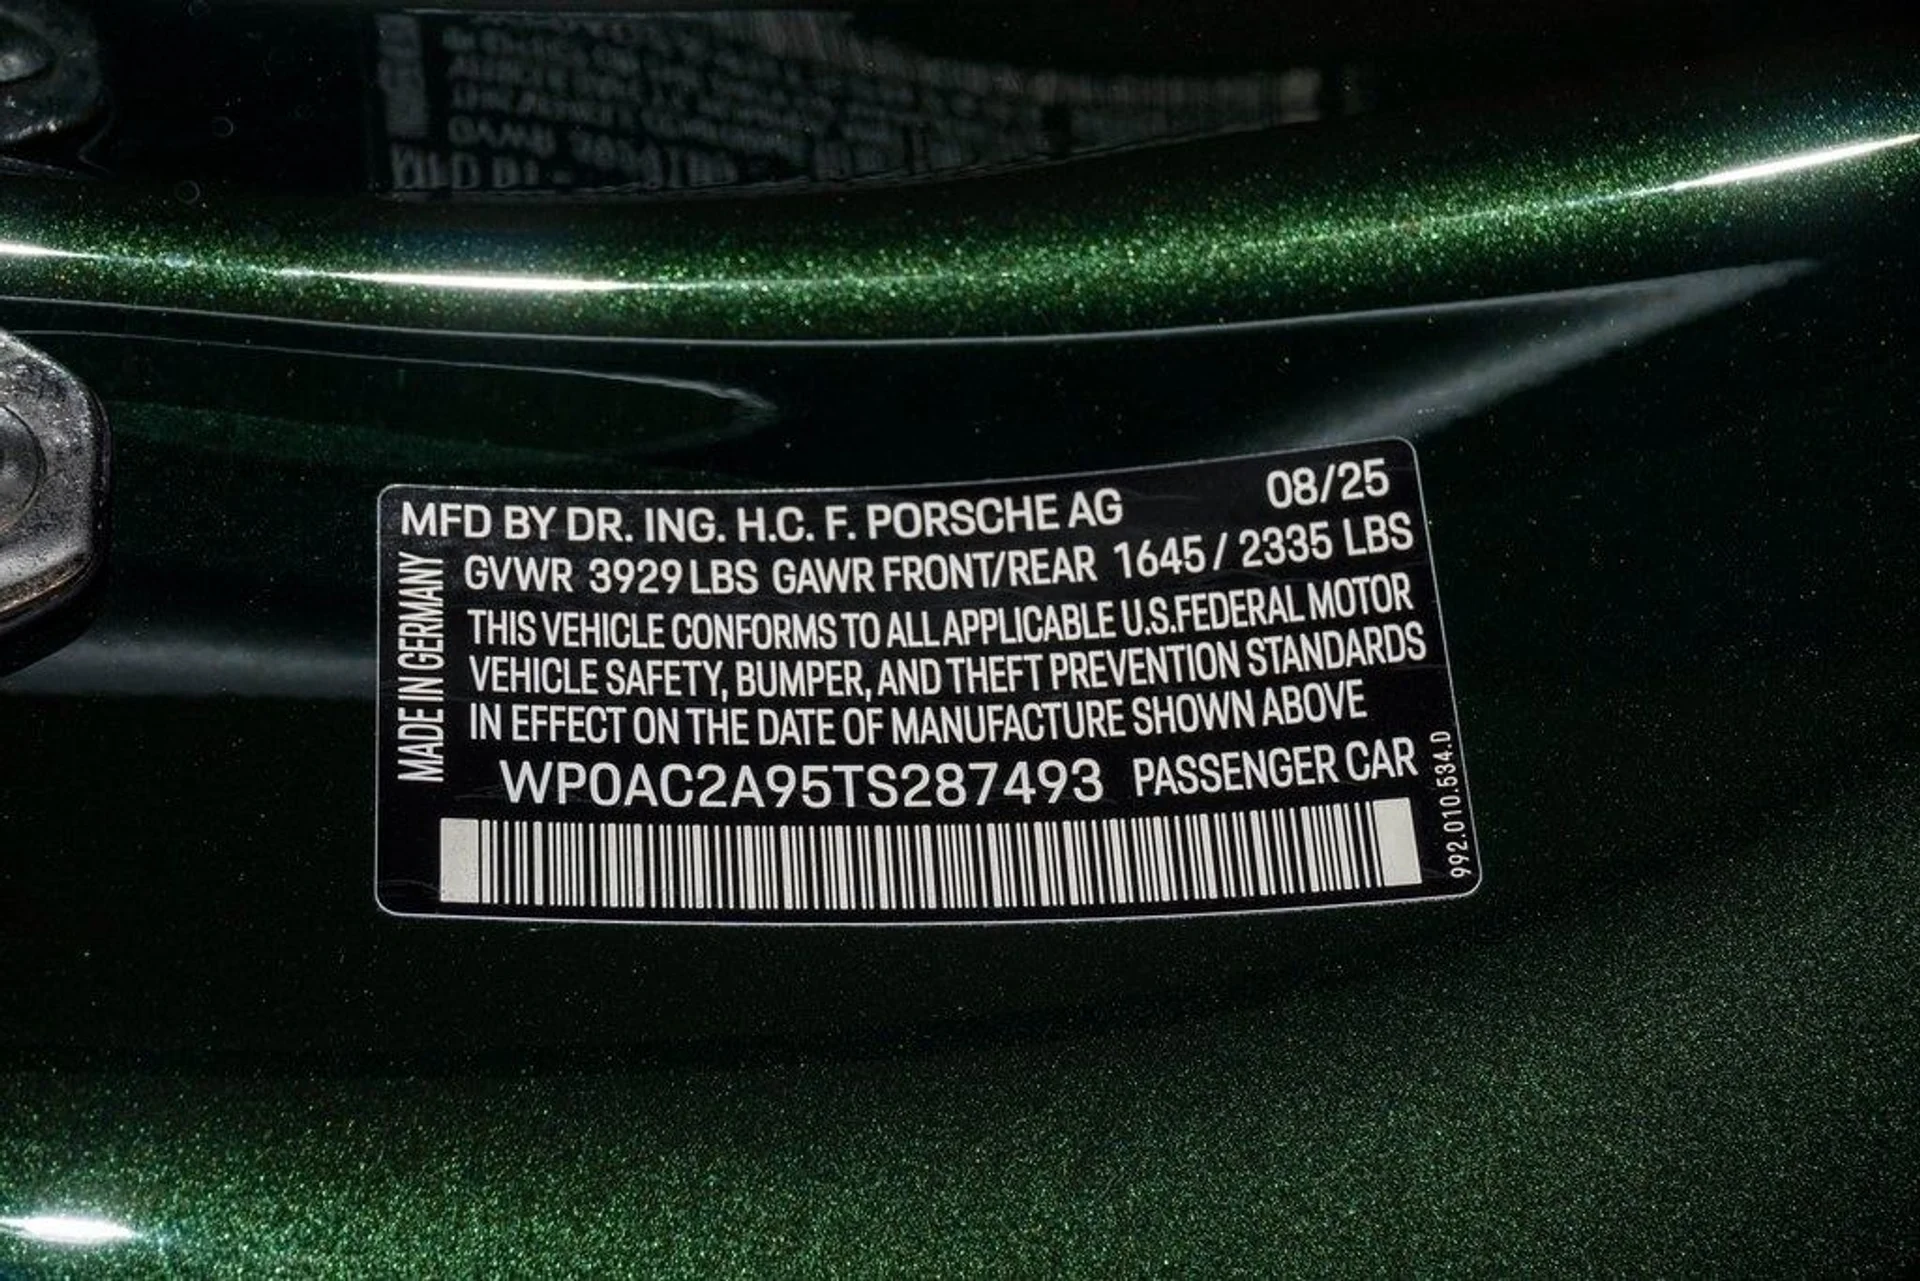 MFD BY DR. ING. H.C. F. PORSCHE AG 08/25
GVWR 3929 LBS GAWR FRONT/REAR 1645 / 2335 LBS
THIS VEHICLE CONFORMS TO ALL APPLICABLE U.S.FEDERAL MOTOR
VEHICLE SAFETY, BUMPER, AND THEFT PREVENTION STANDARDS
IN EFFECT ON THE DATE OF MANUFACTURE SHOWN ABOVE
WP0AC2A95TS287493 PASSENGER CAR
MADE IN GERMANY
992.010.534.D